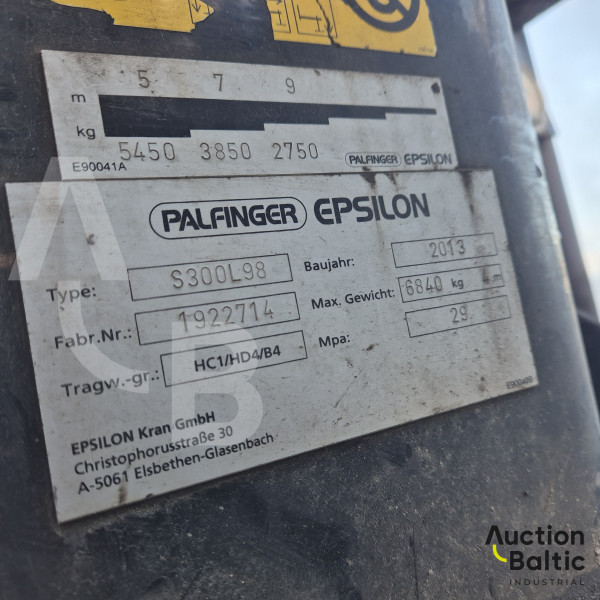 5 7 9
m
kg
5450 3850 2750
E90041A
PALFINGER EPSILON
PALFINGER EPSILON
Type: S300L98
Baujahr: 2013
Fabr.Nr.: 1922714
Max. Gewicht: 6840 kg 4 m
Tragw.-gr.: HC1/HD4/B4
Mpa: 29
EPSILON Kran GmbH
Christophorusstraße 30
A-5061 Elsbethen-Glasenbach
ALB
Auction
Baltic
INDUSTRIAL